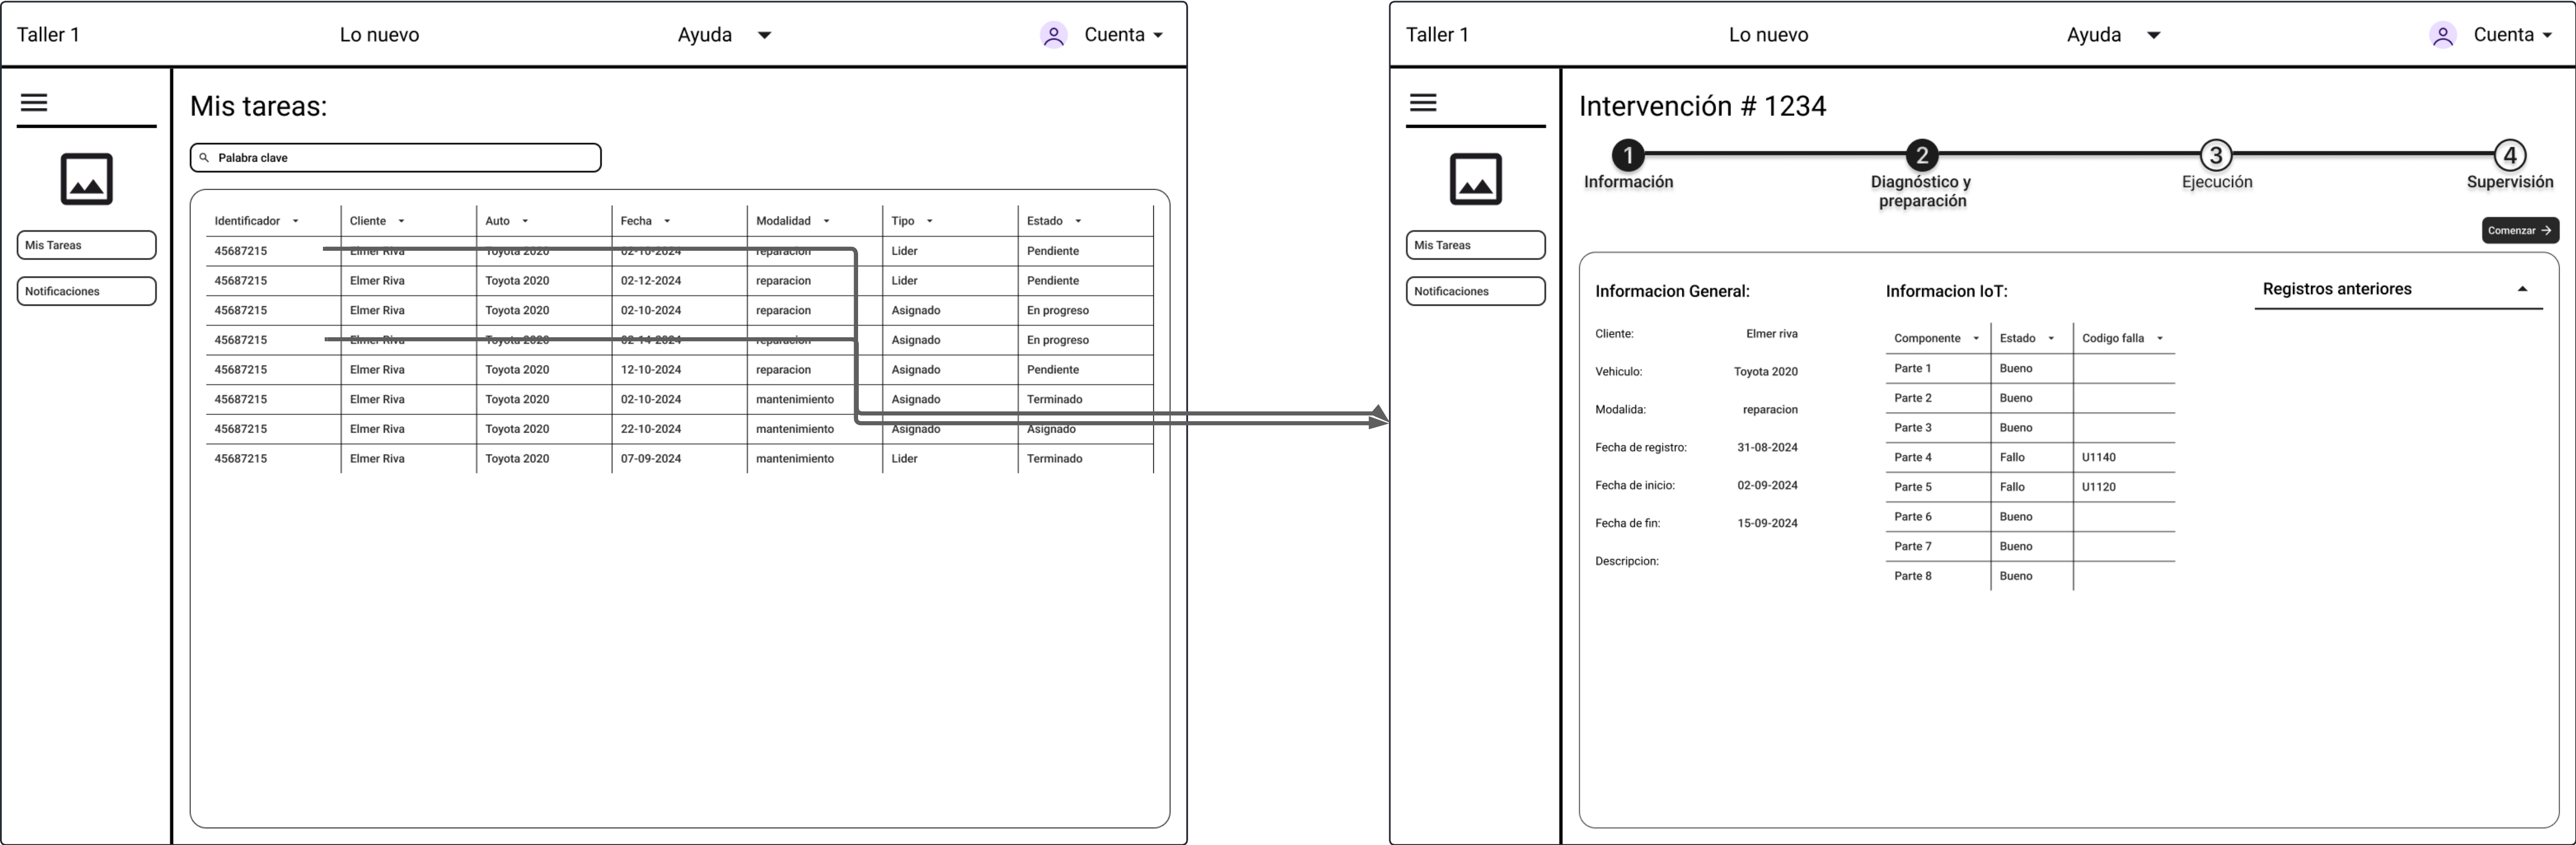 Taller 1 Lo nuevo Ayuda Cuenta
Mis Tareas
Notificaciones
Mis tareas:
Palabra clave
Identificador Cliente Auto Fecha Modalidad Tipo Estado
45687215 Elmer Riva Toyota 2020 02-10-2024 reparacion Lider Pendiente
45687215 Elmer Riva Toyota 2020 02-12-2024 reparacion Lider Pendiente
45687215 Elmer Riva Toyota 2020 02-10-2024 reparacion Asignado En progreso
45687215 Elmer Riva Toyota 2020 02-14-2024 reparacion Asignado En progreso
45687215 Elmer Riva Toyota 2020 12-10-2024 reparacion Asignado Pendiente
45687215 Elmer Riva Toyota 2020 02-10-2024 mantenimiento Asignado Terminado
45687215 Elmer Riva Toyota 2020 22-10-2024 mantenimiento Asignado Asignado
45687215 Elmer Riva Toyota 2020 07-09-2024 mantenimiento Lider Terminado
Taller 1 Lo nuevo Ayuda Cuenta
Mis Tareas
Notificaciones
Intervención # 1234
1 2 3 4
Información Diagnóstico y Ejecución Supervisión
preparación
Comenzar
Informacion General:
Cliente: Elmer riva
Vehiculo: Toyota 2020
Modalida: reparacion
Fecha de registro: 31-08-2024
Fecha de inicio: 02-09-2024
Fecha de fin: 15-09-2024
Descripcion:
Informacion IoT:
Componente Estado Codigo falla
Parte 1 Bueno
Parte 2 Bueno
Parte 3 Bueno
Parte 4 Fallo U1140
Parte 5 Fallo U1120
Parte 6 Bueno
Parte 7 Bueno
Parte 8 Bueno
Registros anteriores